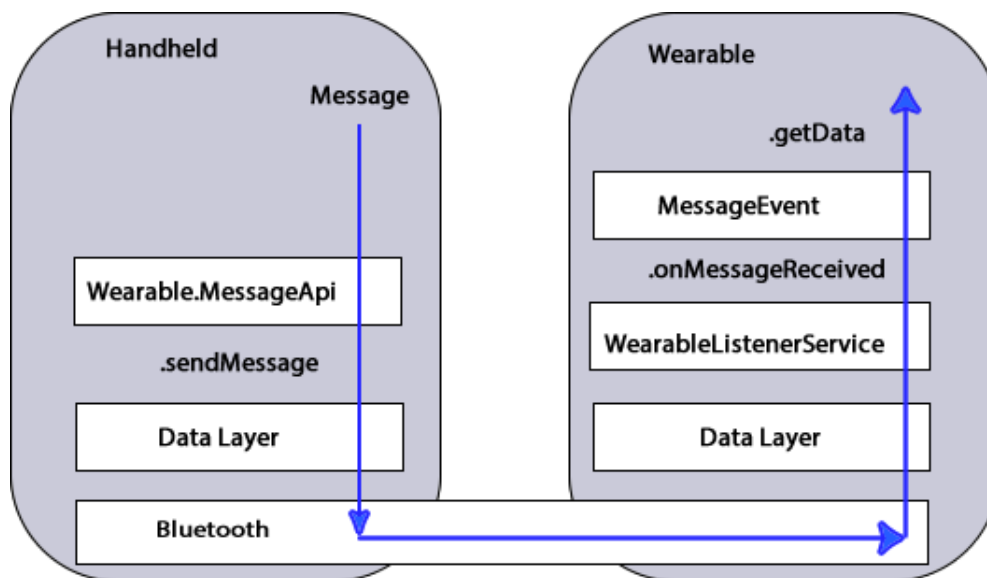 Handheld
Message
Wearable.MessageApi
.sendMessage
Data Layer
Bluetooth
Wearable
.getData
MessageEvent
.onMessageReceived
WearableListenerService
Data Layer